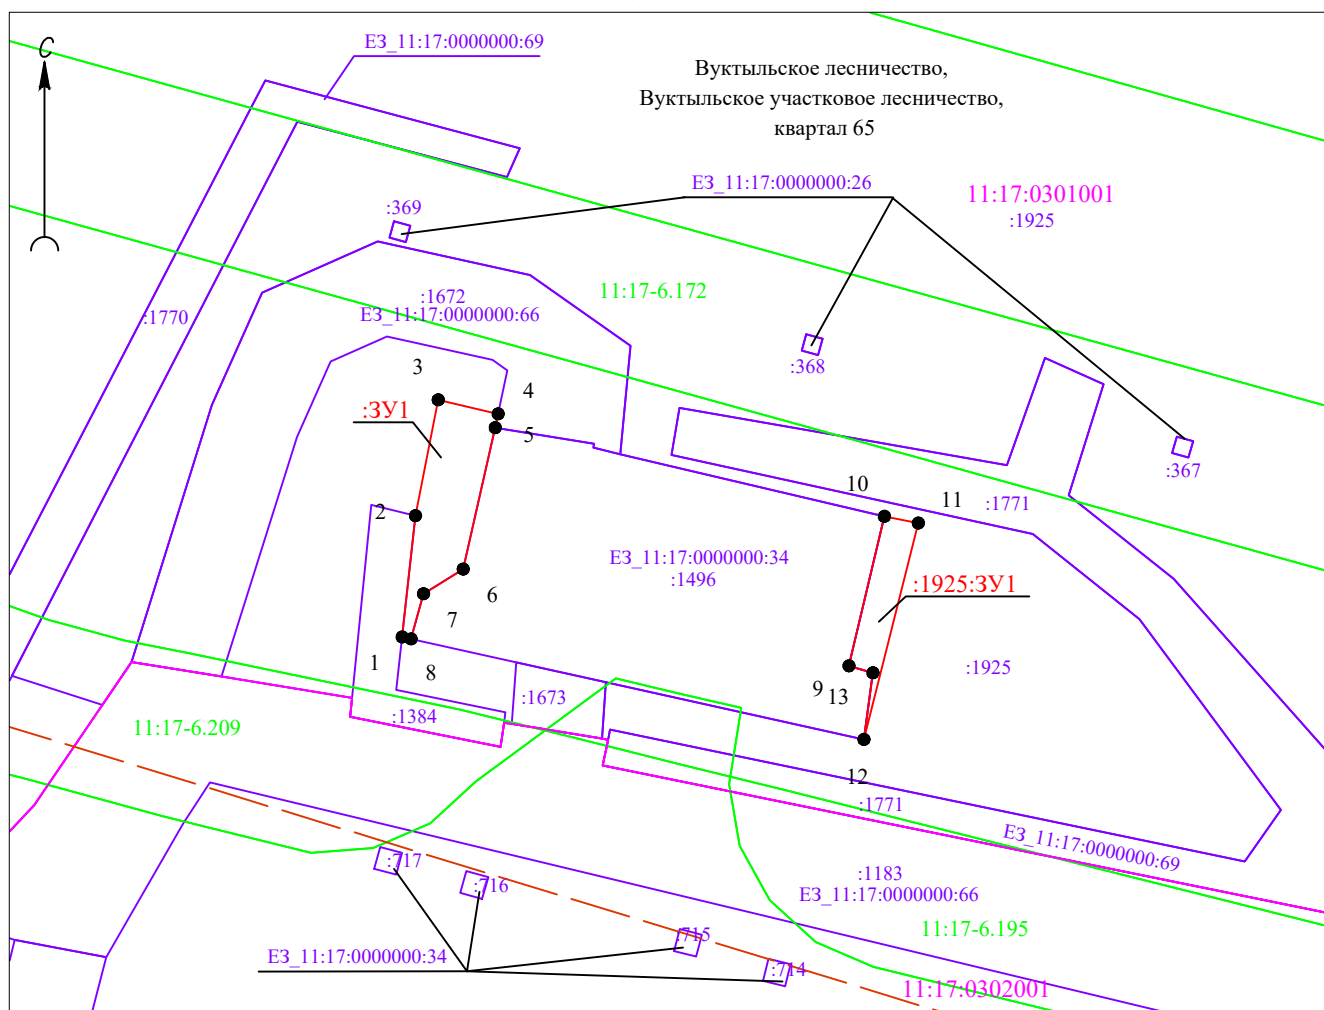 С
ЕЗ_11:17:0000000:69
Вуктыльское лесничество,
Вуктыльское участковое лесничество,
квартал 65
ЕЗ_11:17:0000000:26
11:17:0301001
:1925
:369
:1672
ЕЗ_11:17:0000000:66
11:17-6.172
:1770
:368
:367
3
4
:ЗУ1
5
2
10
11
:1771
ЕЗ_11:17:0000000:34
:1496
:1925:ЗУ1
6
7
1
8
9
13
:1925
:1673
:1384
11:17-6.209
12
:1771
ЕЗ_11:17:0000000:69
:717
:716
:1183
ЕЗ_11:17:0000000:66
11:17-6.195
:715
ЕЗ_11:17:0000000:34
:714
11:17:0302001